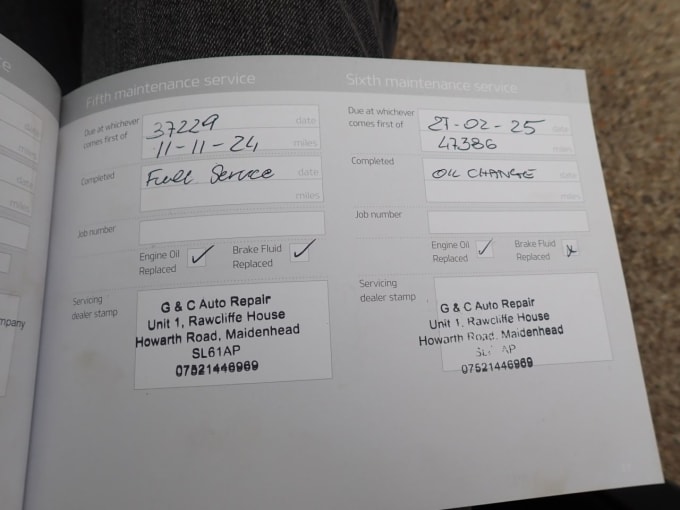 Fifth maintenance service
Due at whichever
comes first of
37229
date
11-11-24
miles
Completed
Full Service
date
miles
Job number
Engine Oil
Replaced
✓
Brake Fluid
Replaced
✓
Servicing
dealer stamp
G & C Auto Repair
Unit 1, Rawcliffe House
Howarth Road, Maidenhead
SL61AP
07521446969
Sixth maintenance service
Due at whichever
comes first of
27-02-25
date
47386
miles
Completed
OIL CHANGE
date
miles
Job number
Engine Oil
Replaced
✓
Brake Fluid
Replaced
x
Servicing
dealer stamp
G & C Auto Repair
Unit 1, Rawcliffe House
Howarth Road, Maidenhead
AP
07521446969